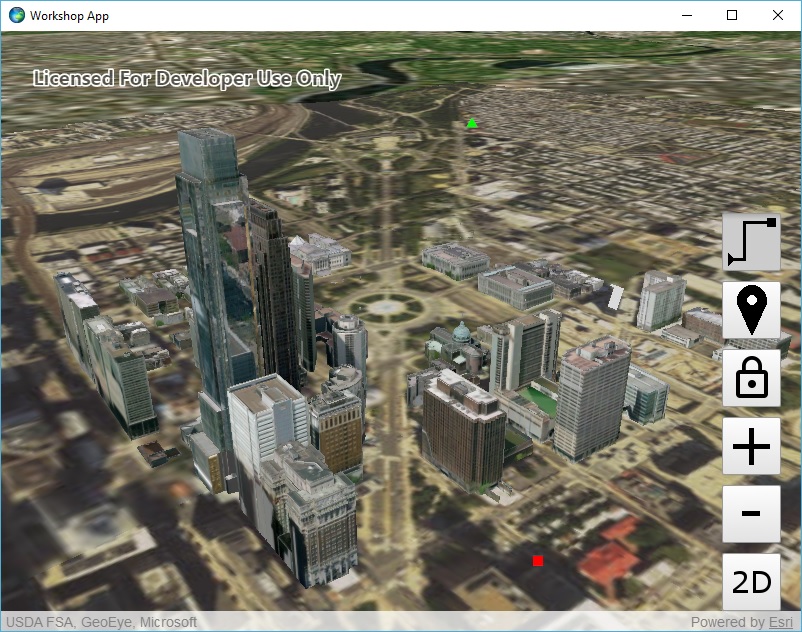 Workshop App
Licensed For Developer Use Only
2D
USDA FSA, GeoEye, Microsoft
Powered by Esri